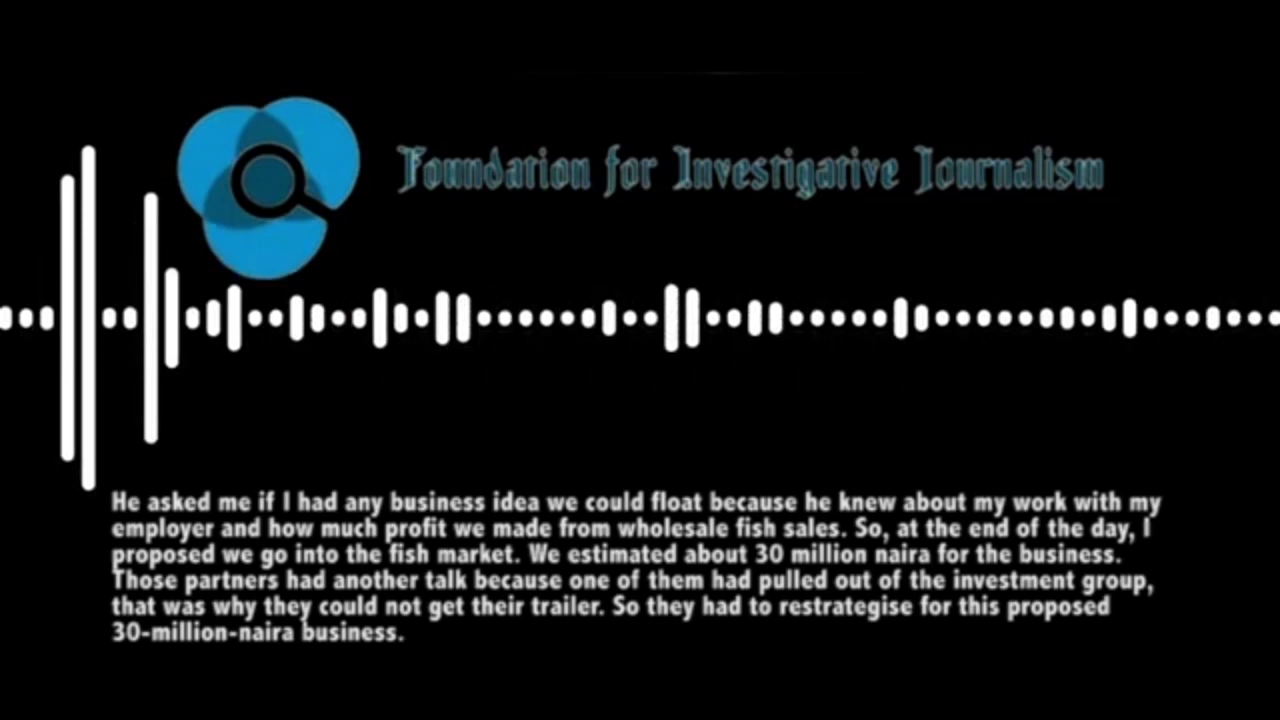 Foundation for Investigative Journalism
He asked me if I had any business idea we could float because he knew about my work with my
employer and how much profit we made from wholesale fish sales. So, at the end of the day, I
proposed we go into the fish market. We estimated about 30 million naira for the business.
Those partners had another talk because one of them had pulled out of the investment group,
that was why they could not get their trailer. So they had to restrategise for this proposed
30-million-naira business.